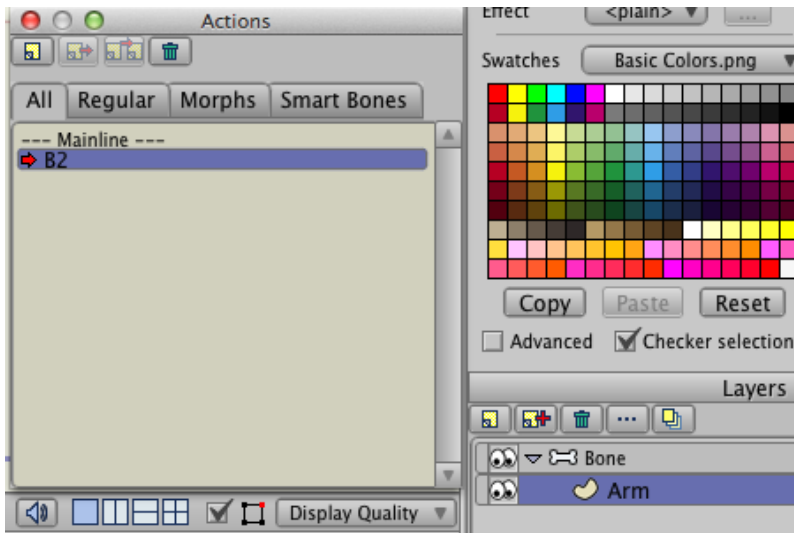 Actions
All Regular Morphs Smart Bones
--- Mainline ---
B2
Display Quality
Effect <plain> ...
Swatches Basic Colors.png
Copy Paste Reset
Advanced Checker selection
Layers
...
Bone
Arm